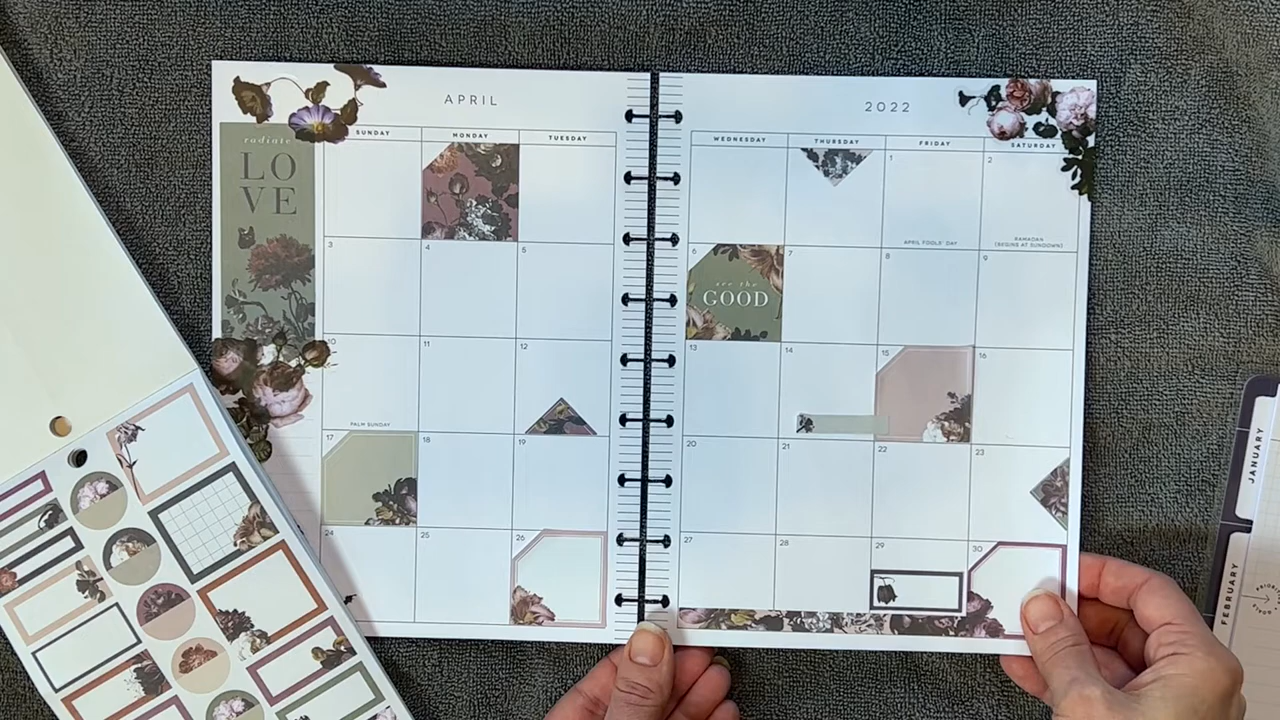 APRIL
2022
radiate
LO
VE
SUNDAY MONDAY TUESDAY
WEDNESDAY THURSDAY FRIDAY SATURDAY
1 2
APRIL FOOLS' DAY
RAMADAN
(BEGINS AT SUNDOWN)
3 4 5
6 7 8 9
see the
GOOD
10 11 12
13 14 15 16
PALM SUNDAY
17 18 19
20 21 22 23
24 25 26
27 28 29 30
JANUARY
FEBRUARY